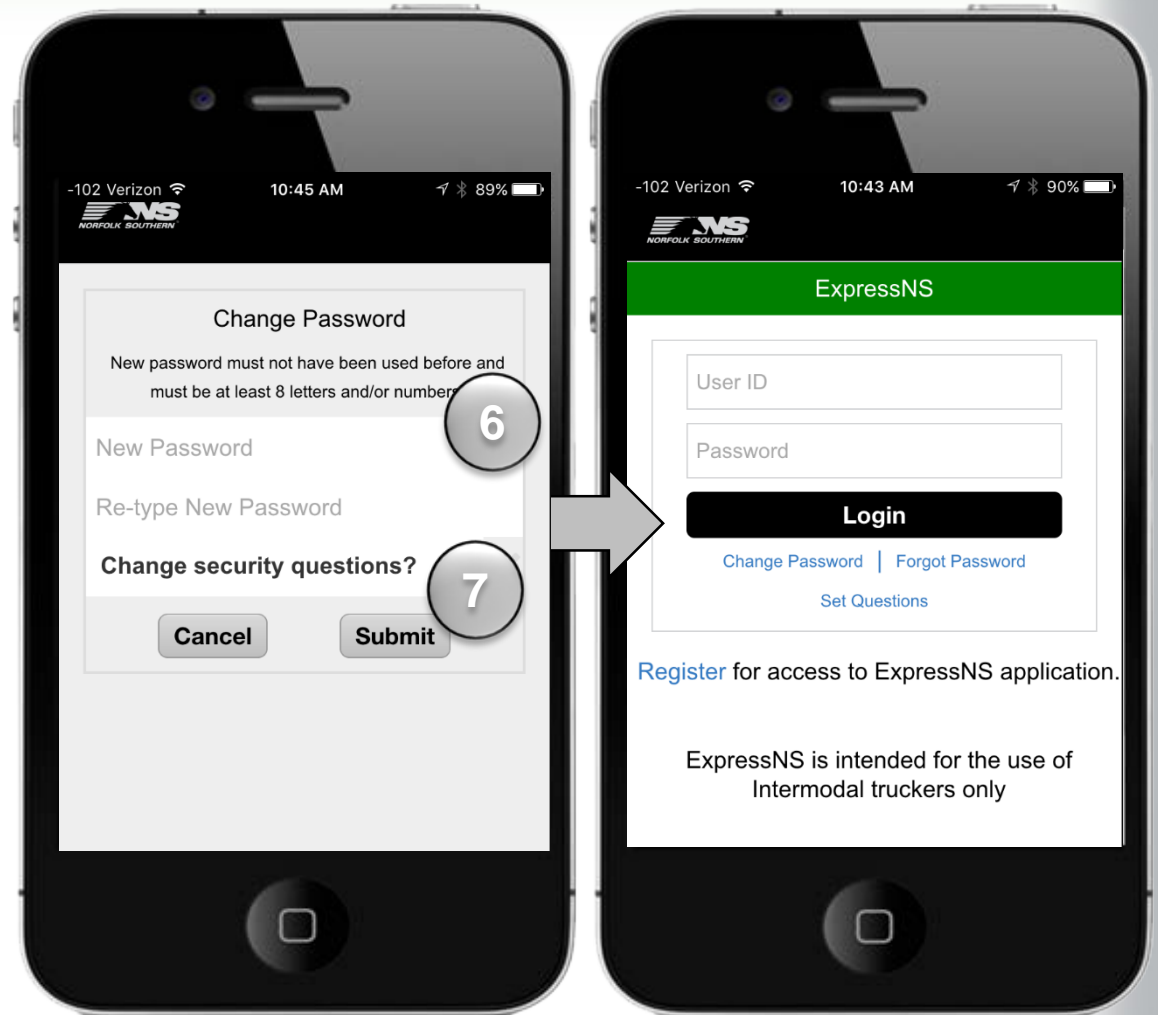 -102 Verizon 10:45 AM 89%
NS
NORFOLK SOUTHERN
Change Password
New password must not have been used before and
must be at least 8 letters and/or numbers
6
New Password
Re-type New Password
Change security questions?
7
Cancel Submit
-102 Verizon 10:43 AM 90%
NS
NORFOLK SOUTHERN
ExpressNS
User ID
Password
Login
Change Password | Forgot Password
Set Questions
Register for access to ExpressNS application.
ExpressNS is intended for the use of
Intermodal truckers only